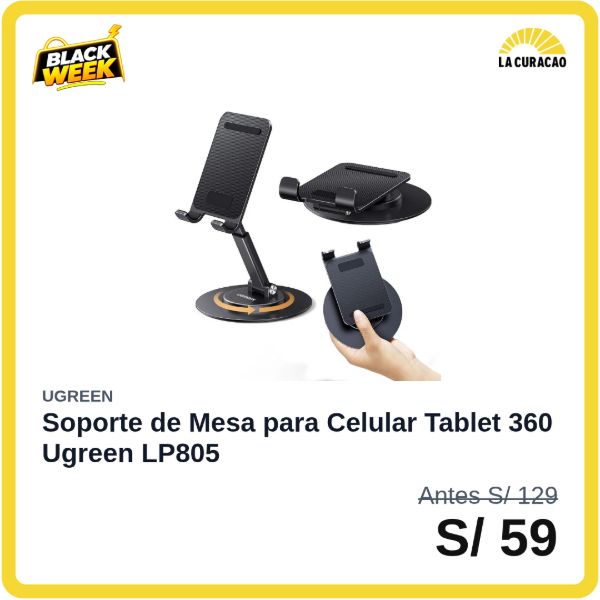 BLACK
WEEK
LA CURACAO
UGREEN
Soporte de Mesa para Celular Tablet 360
Ugreen LP805
Antes S/ 129
S/ 59